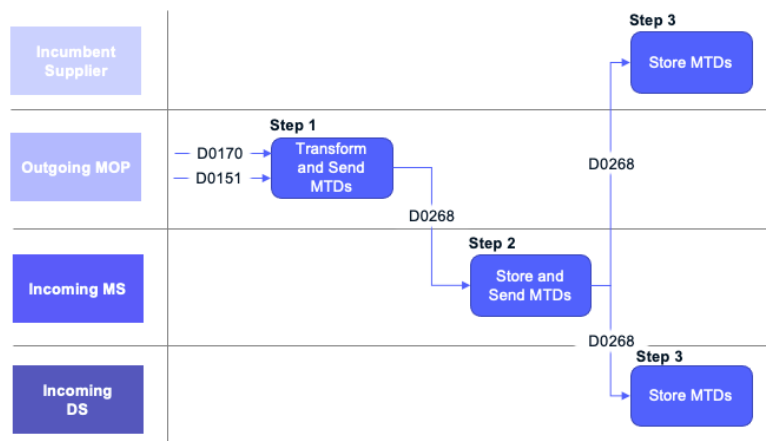 Step 3
Incumbent
Supplier
Store MTDs
Step 1
D0170
Outgoing MOP
Transform
and Send
MTDs
D0151
D0268
D0268
Step 2
Incoming MS
Store and
Send MTDs
D0268
Step 3
Incoming
DS
Store MTDs